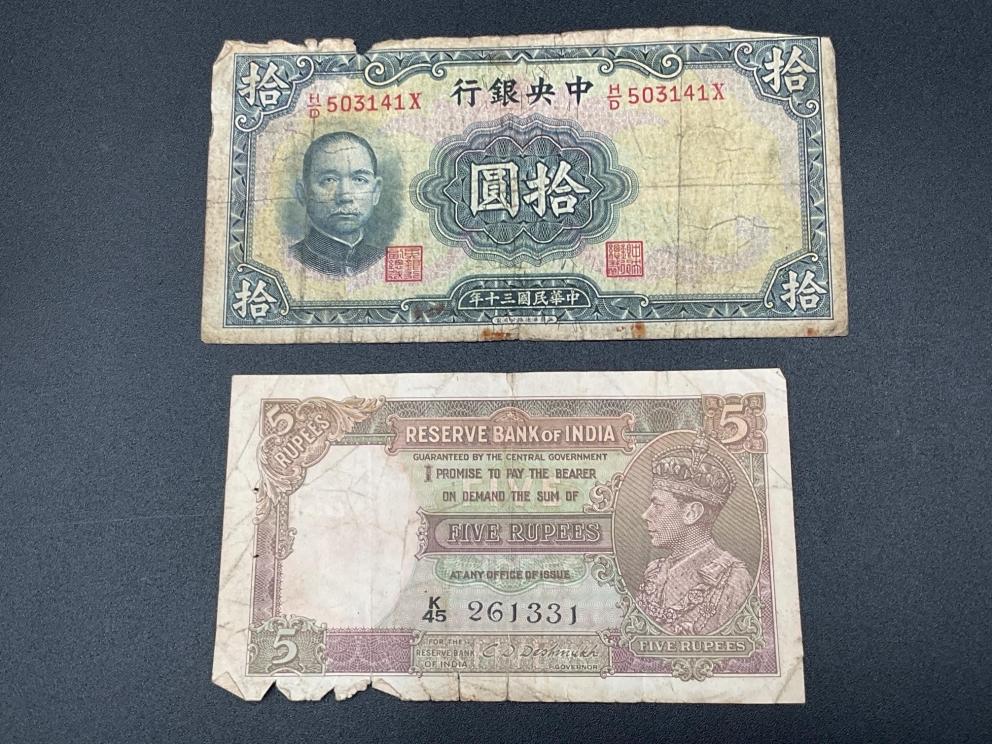 拾 拾
H/D 503141X 中央銀行 H/D 503141X
拾圓
拾 中華民國三十年 拾
5 RUPEES 5
RESERVE BANK OF INDIA
GUARANTEED BY THE CENTRAL GOVERNMENT
I PROMISE TO PAY THE BEARER
ON DEMAND THE SUM OF
FIVE RUPEES
AT ANY OFFICE OF ISSUE
K/45 261331
5 FOR THE
RESERVE BANK
OF INDIA
C D Deshmukh
GOVERNOR
FIVE RUPEES